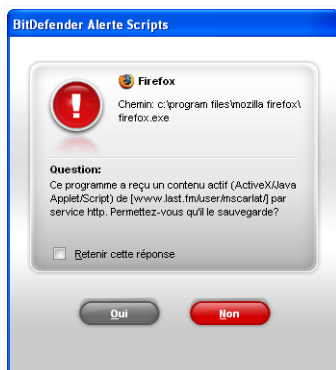 BitDefender Alerte Scripts
Firefox
Chemin: c:\program files\mozilla firefox\
firefox.exe
Question:
Ce programme a reçu un contenu actif (ActiveX/Java
Applet/Script) de [www.last.fm/user/mscarlat/] par
service http. Permettez-vous qu'il le sauvegarde?
Retenir cette réponse
Oui
Non